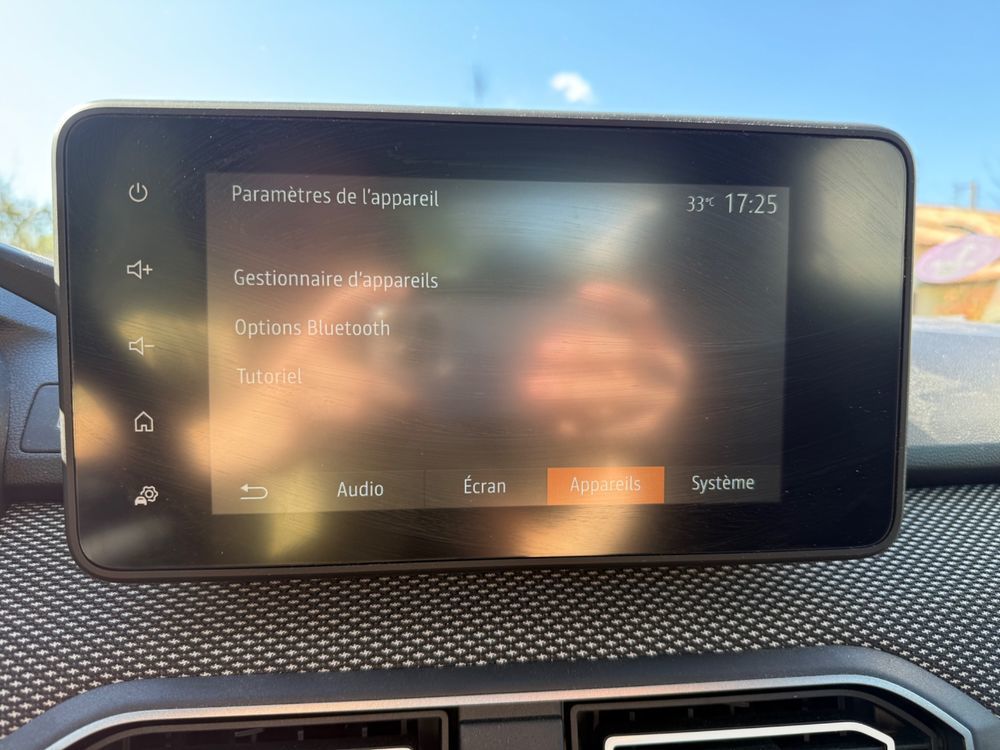 Paramètres de l'appareil
33°C 17:25
Gestionnaire d'appareils
Options Bluetooth
Tutoriel
Audio Écran Appareils Système